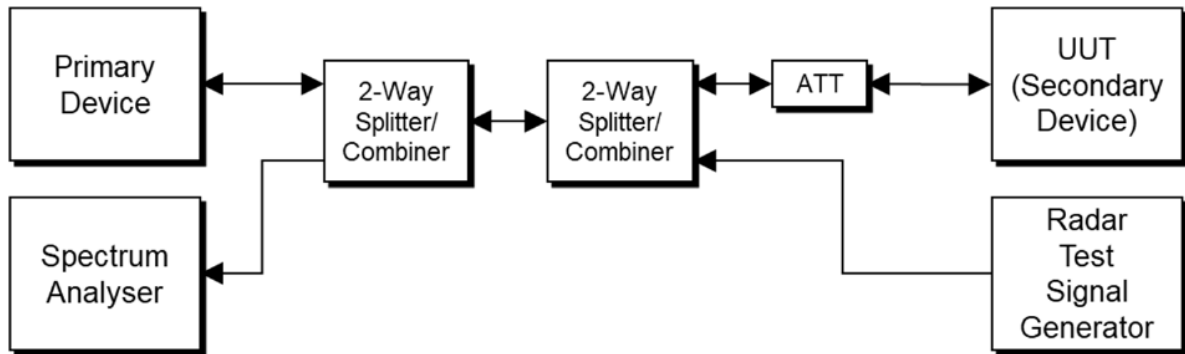 Primary
Device
2-Way
Splitter/
Combiner
2-Way
Splitter/
Combiner
ATT
UUT
(Secondary
Device)
Spectrum
Analyser
Radar
Test
Signal
Generator